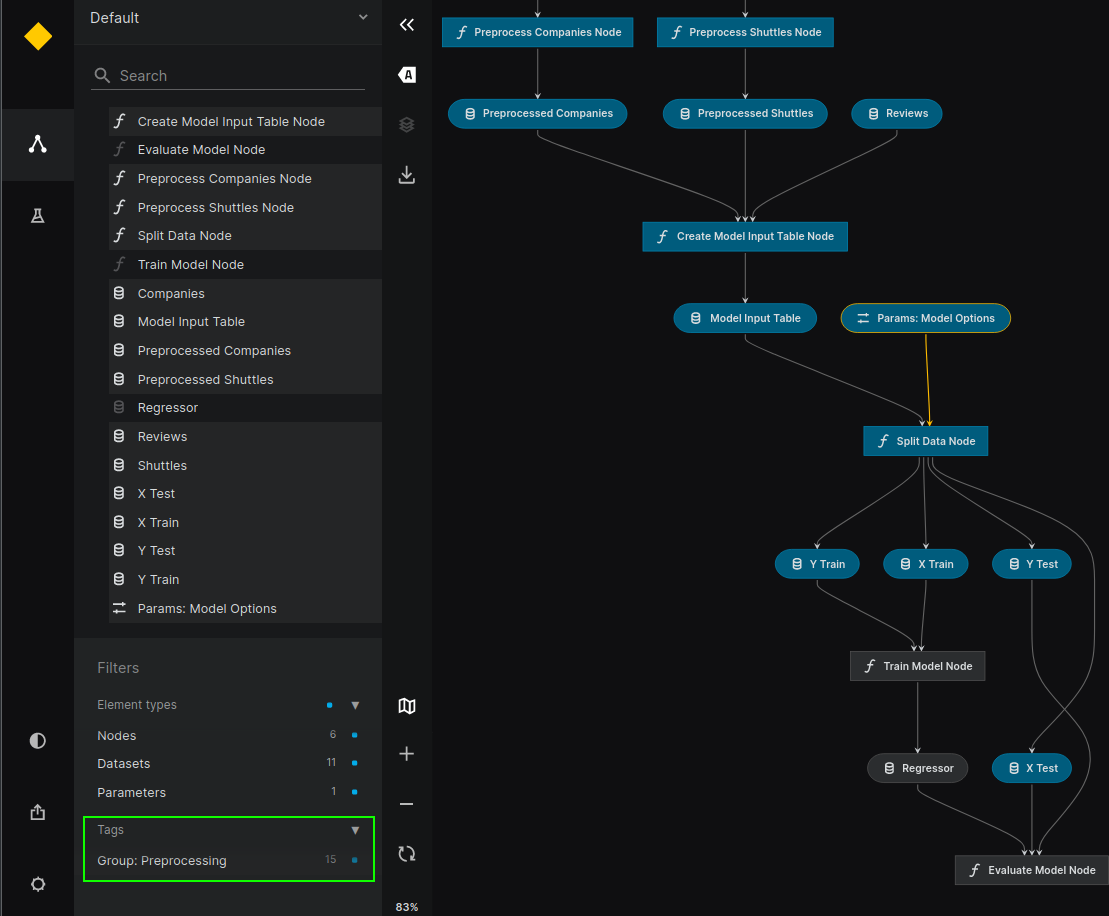 Default
Search
Create Model Input Table Node
Evaluate Model Node
Preprocess Companies Node
Preprocess Shuttles Node
Split Data Node
Train Model Node
Companies
Model Input Table
Preprocessed Companies
Preprocessed Shuttles
Regressor
Reviews
Shuttles
X Test
X Train
Y Test
Y Train
Params: Model Options
Filters
Element types
Nodes 6
Datasets 11
Parameters 1
Tags
Group: Preprocessing 15
A
83%
Preprocess Companies Node
Preprocess Shuttles Node
Preprocessed Companies
Preprocessed Shuttles
Reviews
Create Model Input Table Node
Model Input Table
Params: Model Options
Split Data Node
Y Train
X Train
Y Test
Train Model Node
Regressor
X Test
Evaluate Model Node